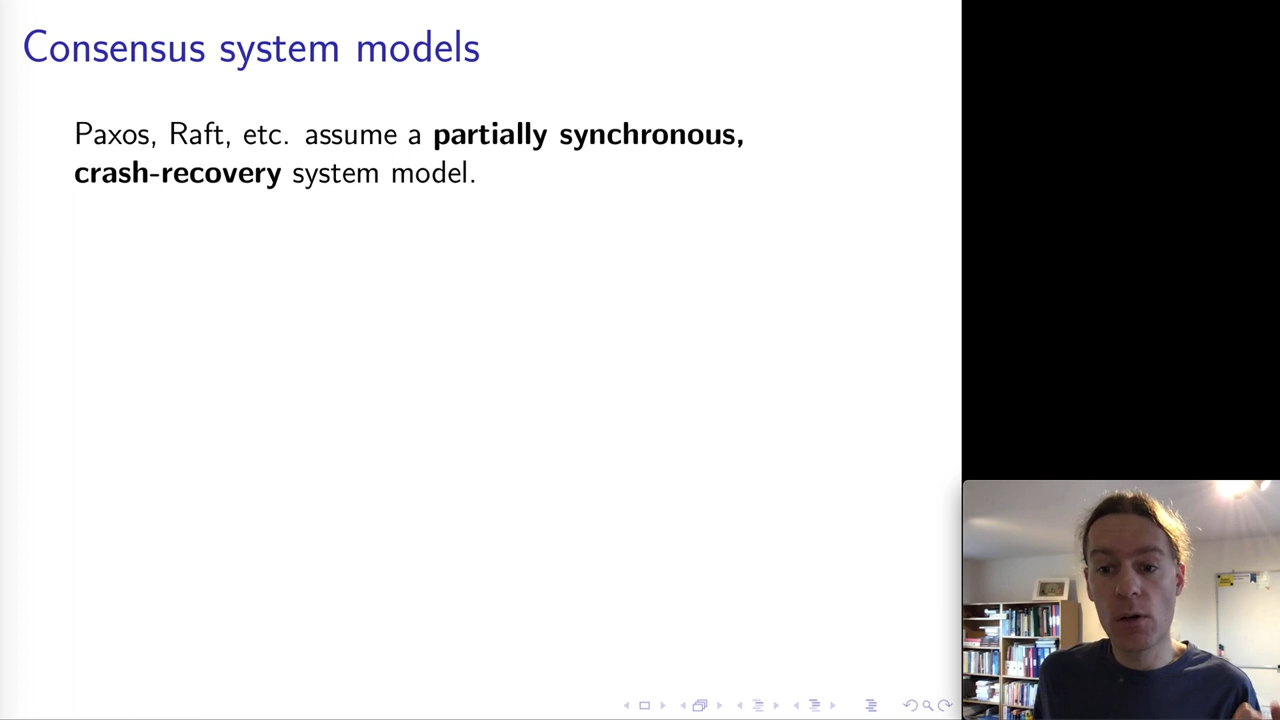 Consensus system models
Paxos, Raft, etc. assume a partially synchronous,
crash-recovery system model.